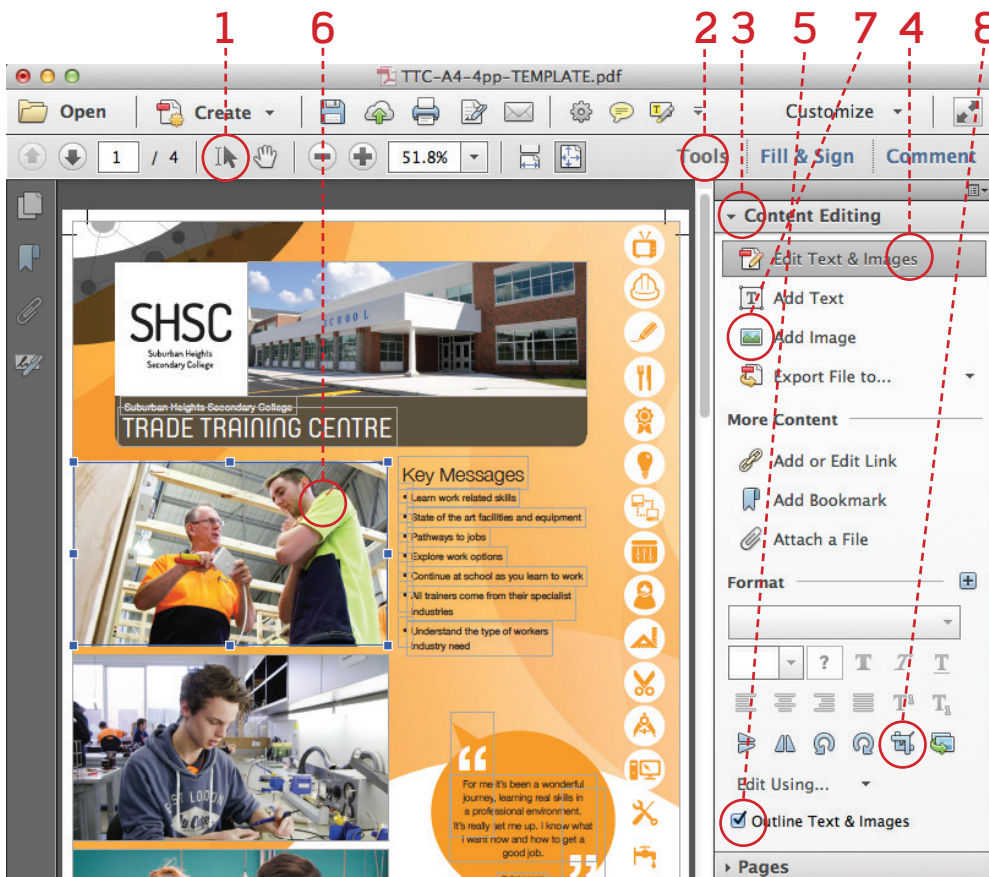 1 6 2 3 5 7 4 8
TTC-A4-4pp-TEMPLATE.pdf
Open Create Customize
1 / 4 51.8% Tools Fill & Sign Comment
Content Editing
Edit Text & Images
Add Text
Add Image
Export File to...
More Content
Add or Edit Link
Add Bookmark
Attach a File
Format
?
T T T
T¹ T₁
Edit Using...
Outline Text & Images
Pages
SHSC
Suburban Heights
Secondary College
SCHOOL
Suburban Heights Secondary College
TRADE TRAINING CENTRE
Key Messages
• Learn work related skills
• State of the art facilities and equipment
• Pathways to jobs
• Explore work options
• Continue at school as you learn to work
• All trainers come from their specialist
industries
• Understand the type of workers
industry need
“
For me it's been a wonderful
journey, learning real skills in
a professional environment.
It's really set me up. I know what
i want now and how to get a
good job.
”